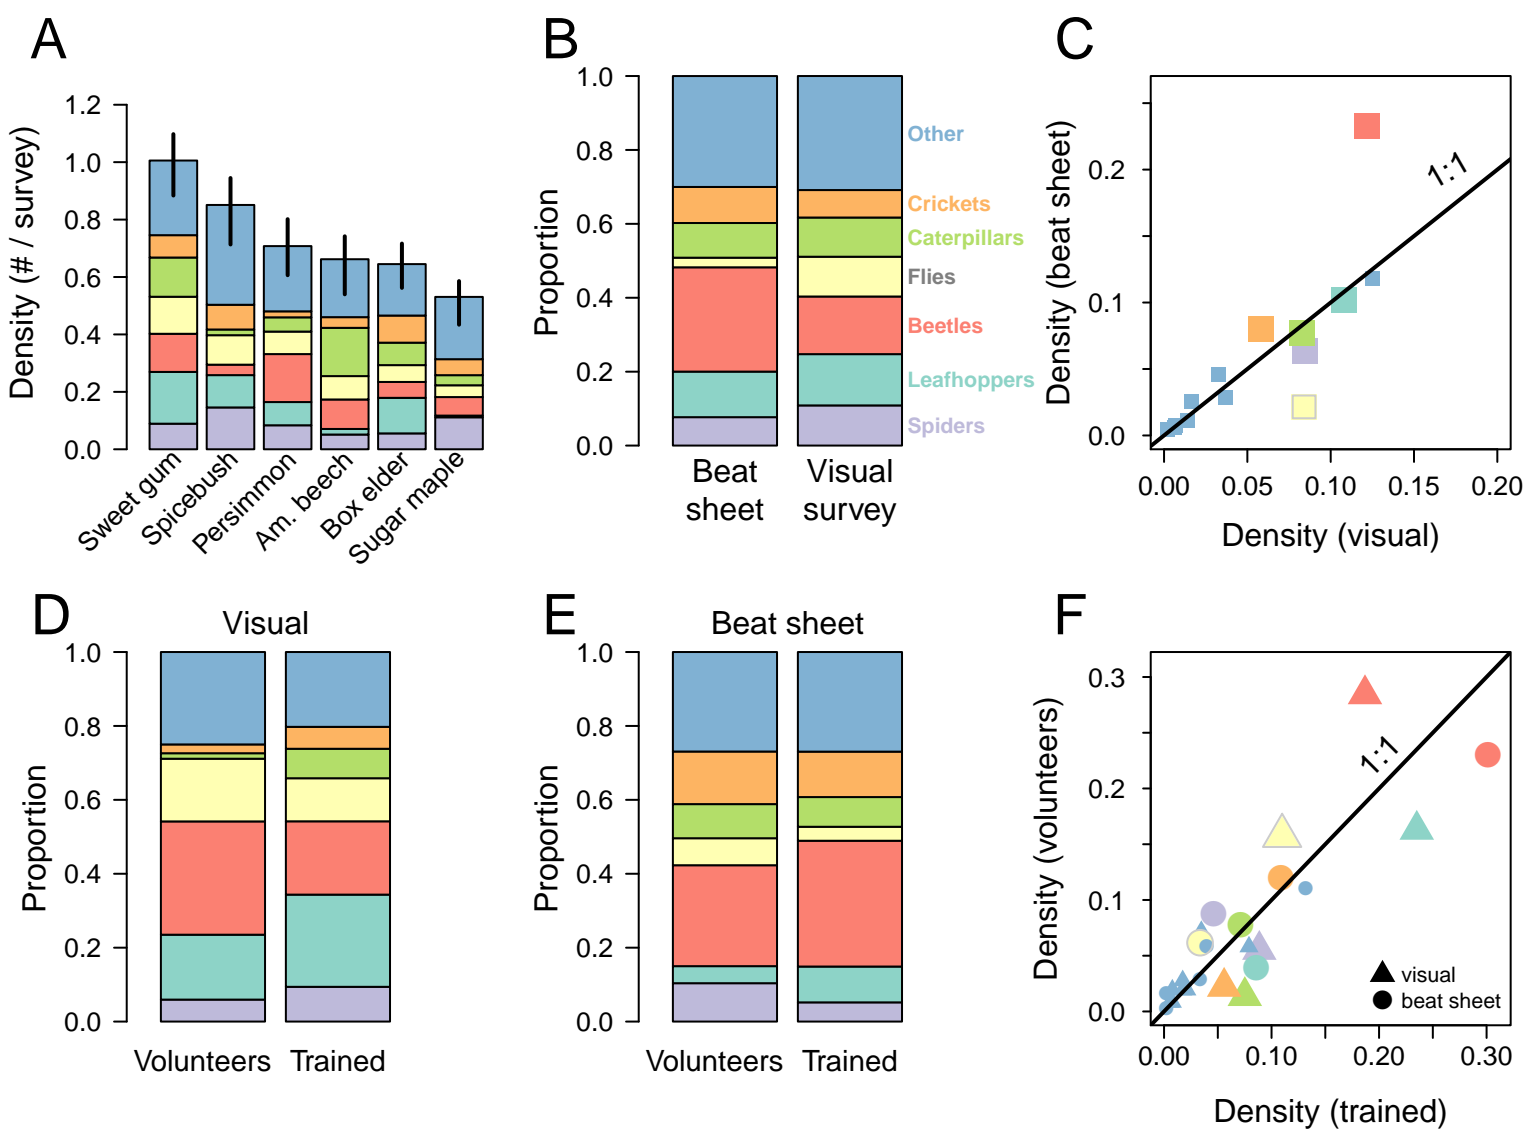 A
Density (# / survey)
1.2
1.0
0.8
0.6
0.4
0.2
0.0
Sweet gum
Spicebush
Persimmon
Am. beech
Box elder
Sugar maple
B
Proportion
1.0
0.8
0.6
0.4
0.2
0.0
Other
Crickets
Caterpillars
Flies
Beetles
Leafhoppers
Spiders
Beat
sheet
Visual
survey
C
Density (beat sheet)
0.2
0.1
0.0
1:1
0.00
0.05
0.10
0.15
0.20
Density (visual)
D
Visual
Proportion
1.0
0.8
0.6
0.4
0.2
0.0
Volunteers
Trained
E
Beat sheet
Proportion
1.0
0.8
0.6
0.4
0.2
0.0
Volunteers
Trained
F
Density (volunteers)
0.3
0.2
0.1
0.0
1:1
visual
beat sheet
0.00
0.10
0.20
0.30
Density (trained)